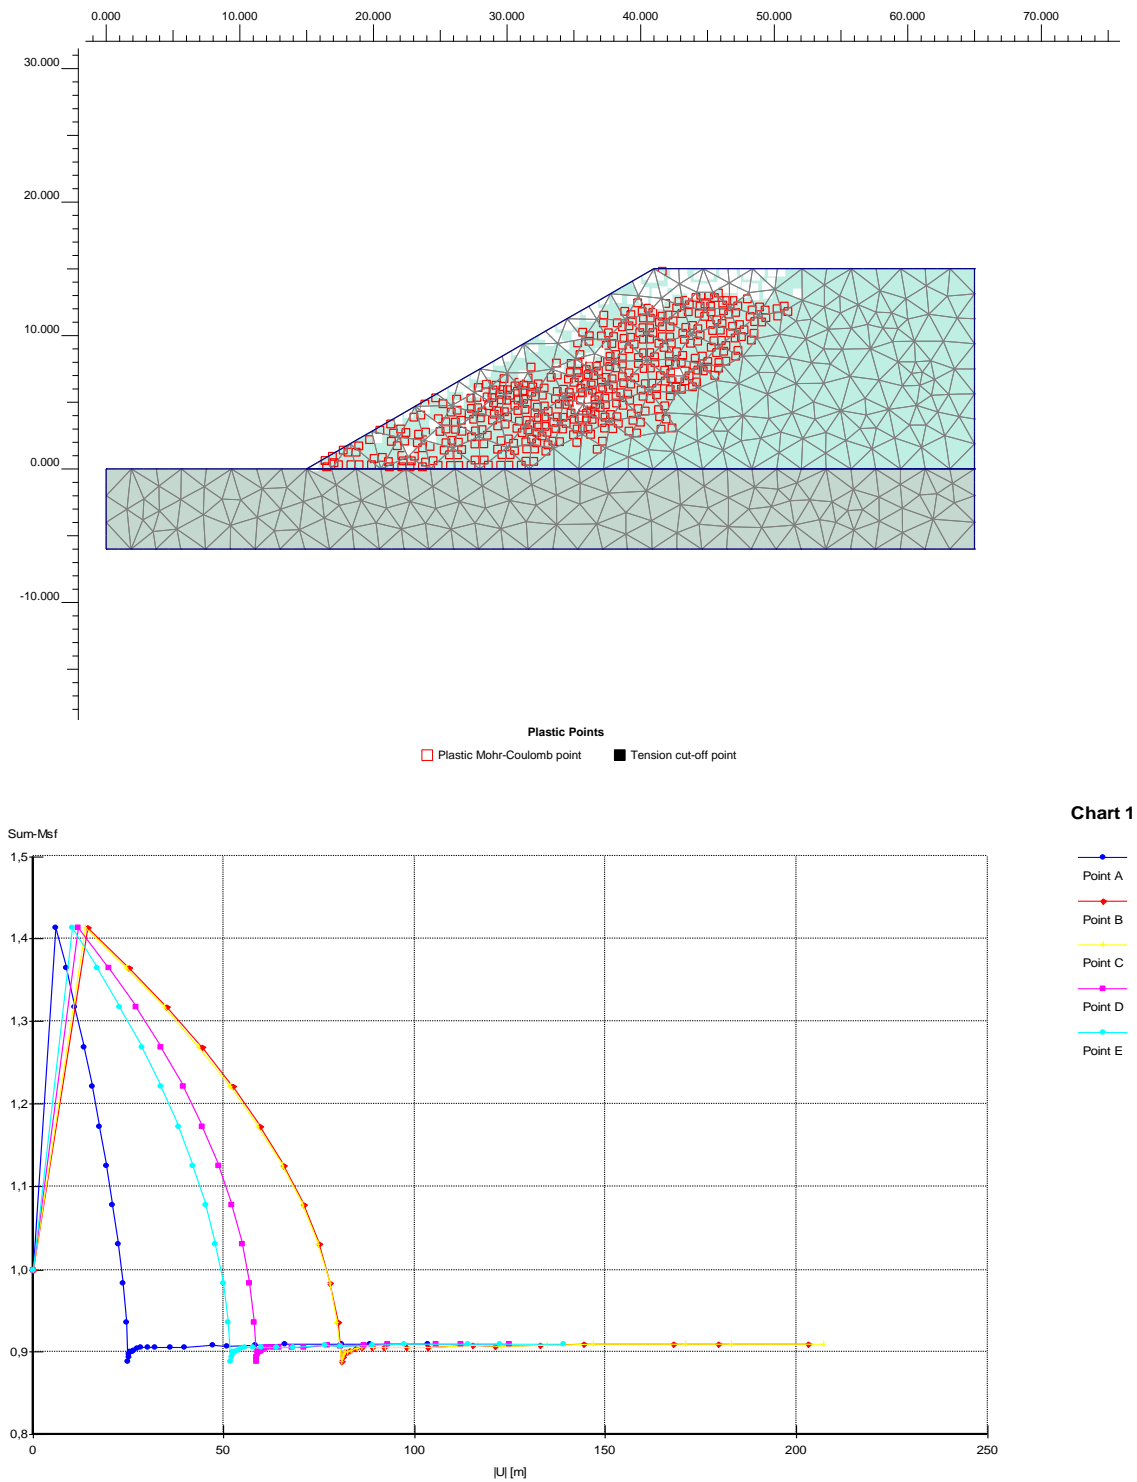 0.000 10.000 20.000 30.000 40.000 50.000 60.000 70.000
30.000
20.000
10.000
0.000
-10.000
Plastic Points
Plastic Mohr-Coulomb point Tension cut-off point
Chart 1
Sum-Msf
1,5
1,4
1,3
1,2
1,1
1,0
0,9
0,8
0 50 100 150 200 250
|U| [m]
Point A
Point B
Point C
Point D
Point E